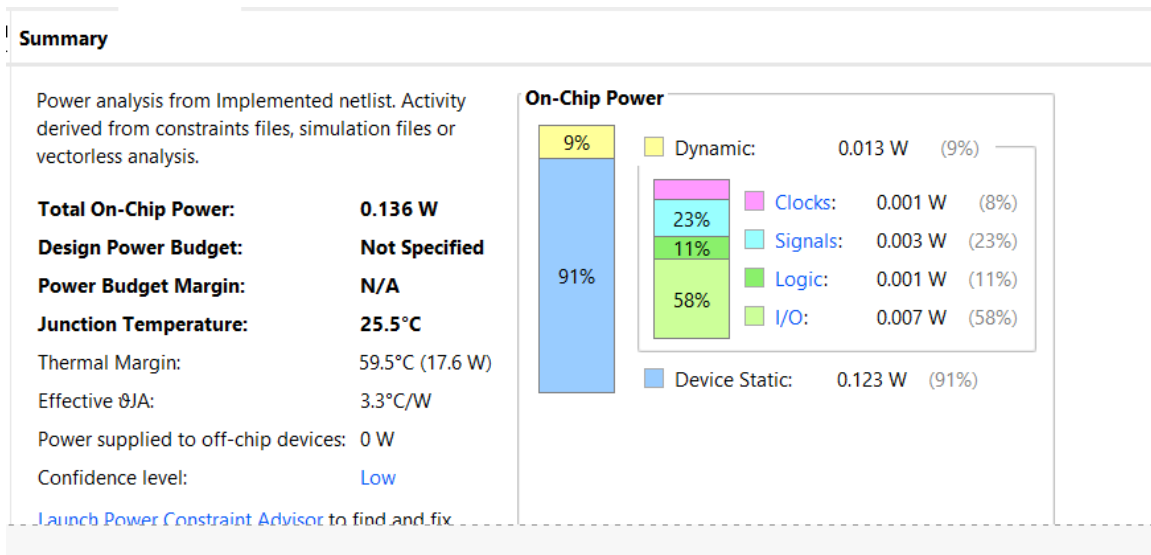 Summary
Power analysis from Implemented netlist. Activity
derived from constraints files, simulation files or
vectorless analysis.
Total On-Chip Power: 0.136 W
Design Power Budget: Not Specified
Power Budget Margin: N/A
Junction Temperature: 25.5°C
Thermal Margin: 59.5°C (17.6 W)
Effective ϑJA: 3.3°C/W
Power supplied to off-chip devices: 0 W
Confidence level: Low
Launch Power Constraint Advisor to find and fix
On-Chip Power
9%
91%
Dynamic: 0.013 W (9%)
23%
11%
58%
Clocks: 0.001 W (8%)
Signals: 0.003 W (23%)
Logic: 0.001 W (11%)
I/O: 0.007 W (58%)
Device Static: 0.123 W (91%)